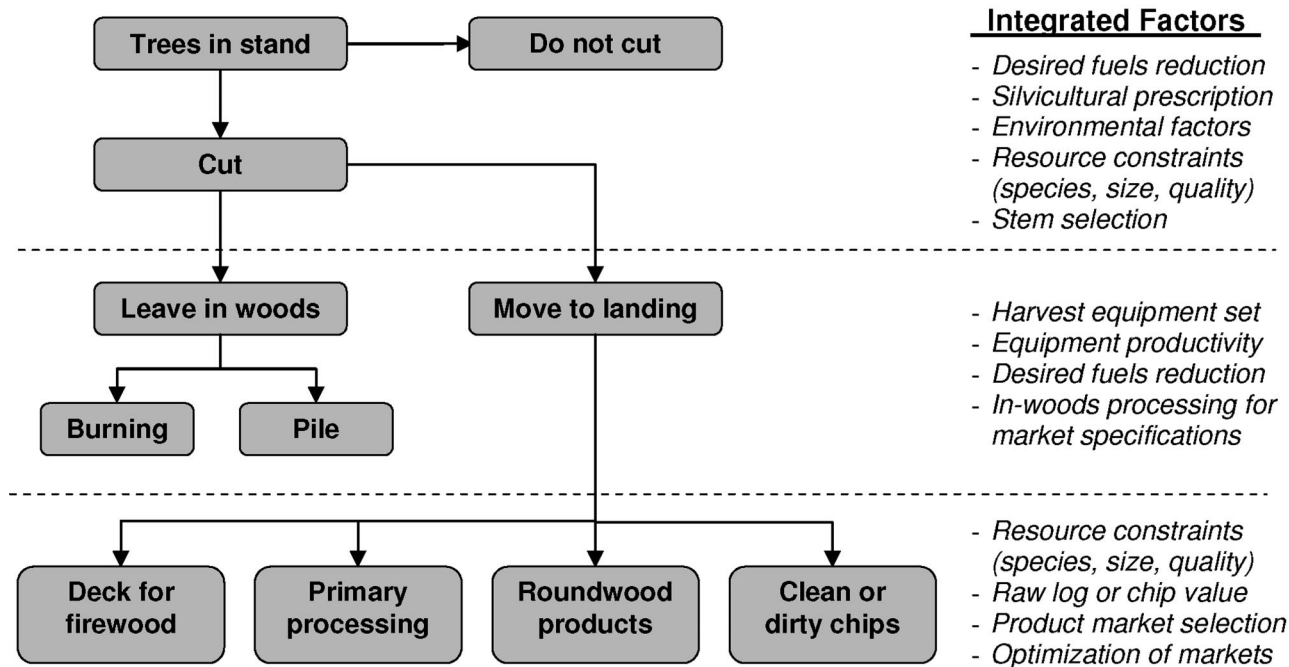 Trees in stand
Do not cut
Cut
Integrated Factors
- Desired fuels reduction
- Silvicultural prescription
- Environmental factors
- Resource constraints
(species, size, quality)
- Stem selection
Leave in woods
Move to landing
Burning
Pile
- Harvest equipment set
- Equipment productivity
- Desired fuels reduction
- In-woods processing for
market specifications
Deck for
firewood
Primary
processing
Roundwood
products
Clean or
dirty chips
- Resource constraints
(species, size, quality)
- Raw log or chip value
- Product market selection
- Optimization of markets